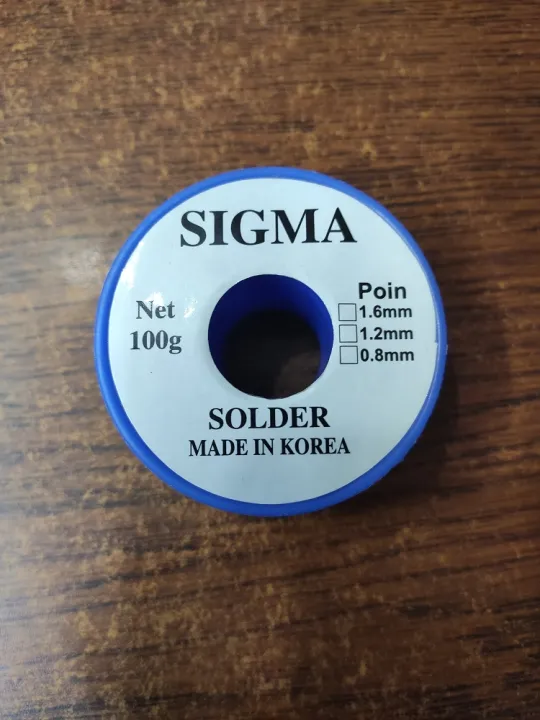 SIGMA
Net
100g
Poin
1.6mm
1.2mm
0.8mm
SOLDER
MADE IN KOREA